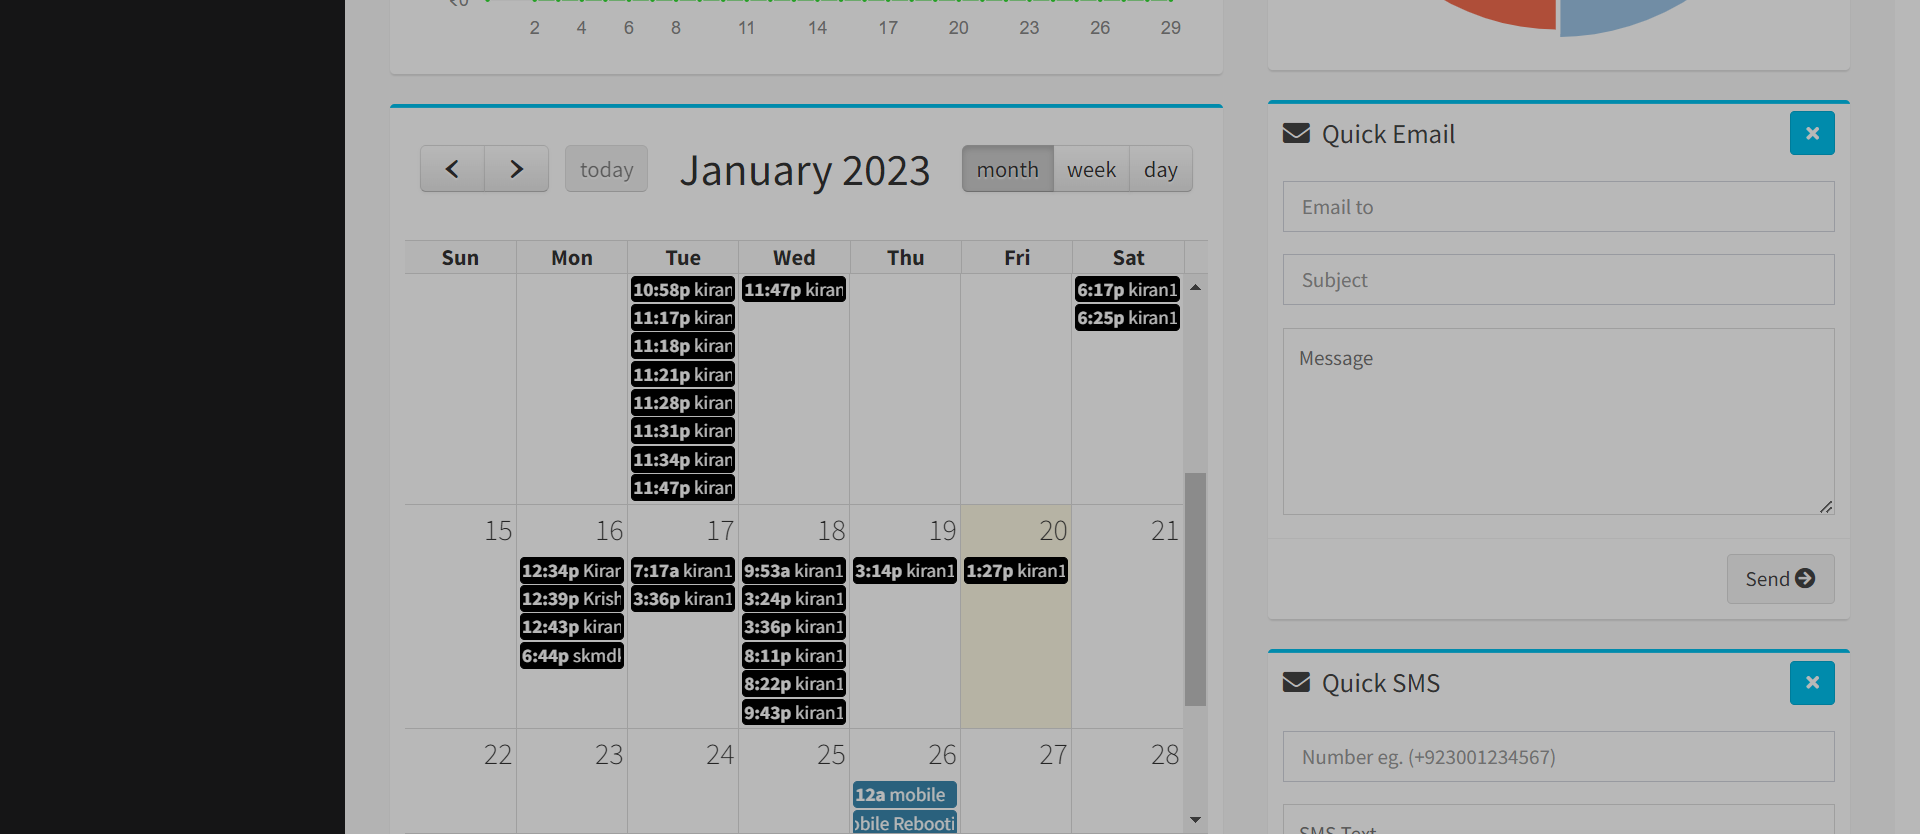 ₹0
2 4 6 8 11 14 17 20 23 26 29
today
January 2023
month week day
Sun Mon Tue Wed Thu Fri Sat
10:58p kiran
11:17p kiran
11:18p kiran
11:21p kiran
11:28p kiran
11:31p kiran
11:34p kiran
11:47p kiran
11:47p kiran
6:17p kiran1
6:25p kiran1
15 16 17 18 19 20 21
12:34p Kirar
12:39p Krish
12:43p kiran
6:44p skmdl
7:17a kiran1
3:36p kiran1
9:53a kiran1
3:24p kiran1
3:36p kiran1
8:11p kiran1
8:22p kiran1
9:43p kiran1
3:14p kiran1
1:27p kiran1
22 23 24 25 26 27 28
12a mobile
obile Rebooti
Quick Email
Email to
Subject
Message
Send
Quick SMS
Number eg. (+923001234567)
SMS Text